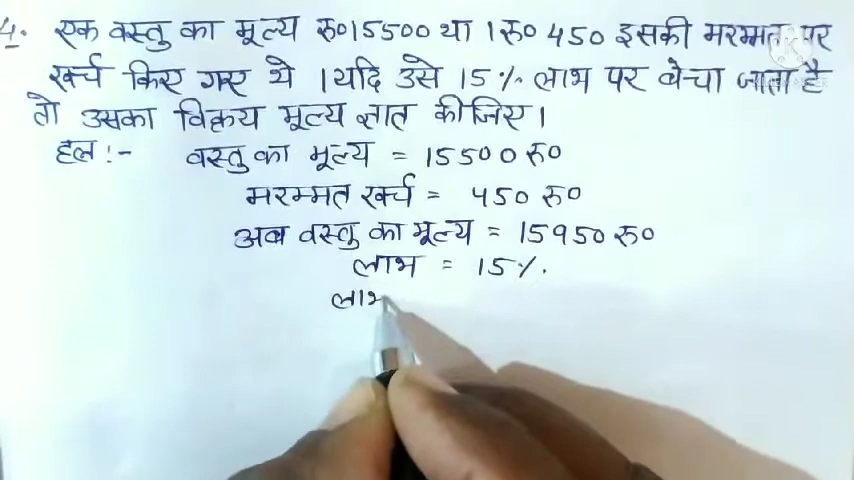 4. एक वस्तु का मूल्य रु०15500 था । रु० 450 इसकी मरम्मत पर
खर्च किए गए थे । यदि उसे 15% लाभ पर बेचा जाता है
तो उसका विक्रय मूल्य ज्ञात कीजिए ।
हल :- वस्तु का मूल्य = 15500 रु०
मरम्मत खर्च = 450 रु०
अब वस्तु का मूल्य = 15950 रु०
लाभ = 15%.
लाभ